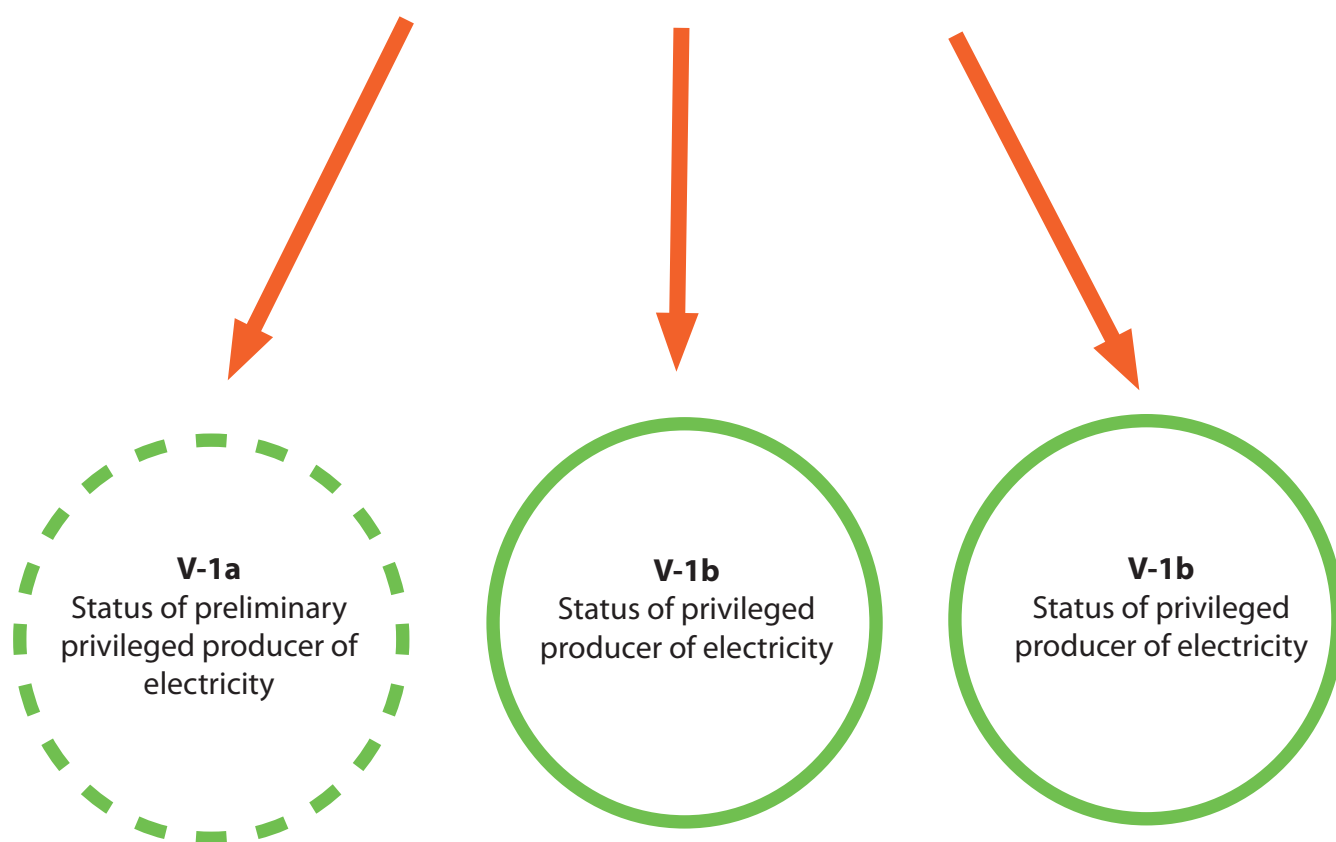 V-1a
Status of preliminary
privileged producer of
electricity
V-1b
Status of privileged
producer of electricity
V-1b
Status of privileged
producer of electricity